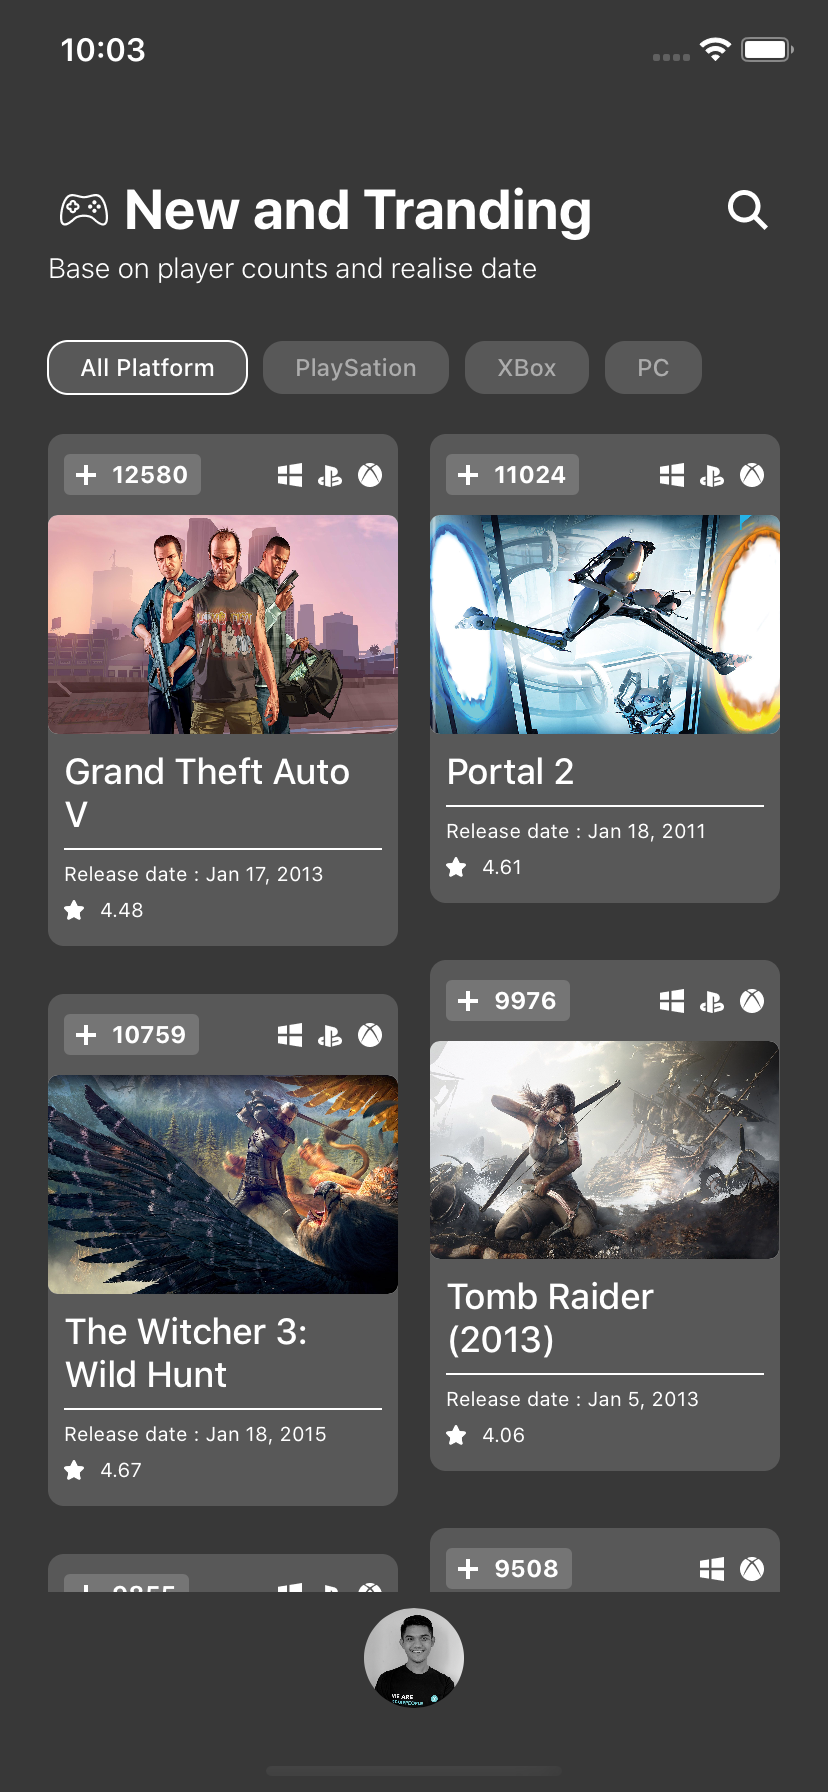 10:03
New and Tranding
Base on player counts and realise date
All Platform
PlaySation
XBox
PC
+ 12580
Grand Theft Auto
V
Release date : Jan 17, 2013
4.48
+ 11024
Portal 2
Release date : Jan 18, 2011
4.61
+ 10759
The Witcher 3:
Wild Hunt
Release date : Jan 18, 2015
4.67
+ 9976
Tomb Raider
(2013)
Release date : Jan 5, 2013
4.06
+ 9855
+ 9508
WE ARE